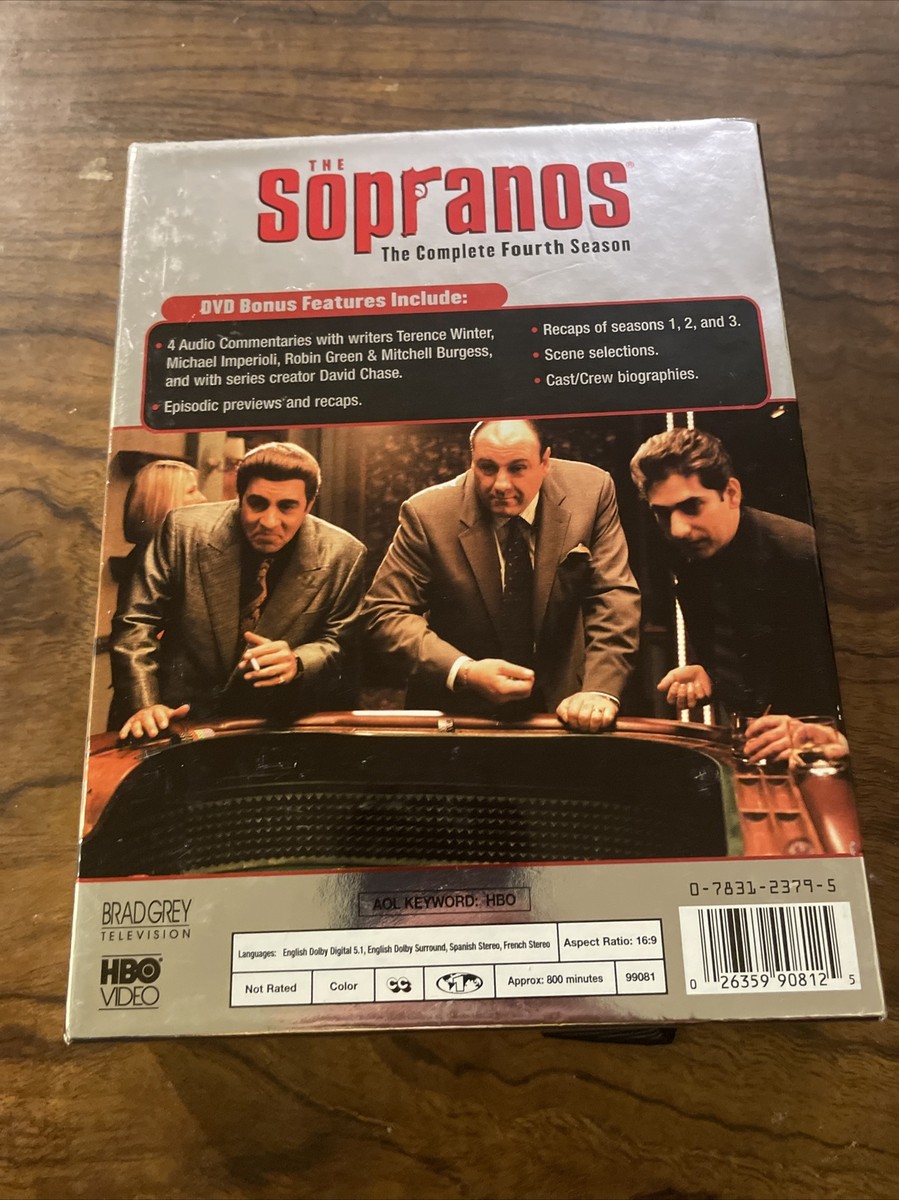 THE
Sopranos®
The Complete Fourth Season
DVD Bonus Features Include:
• 4 Audio Commentaries with writers Terence Winter,
Michael Imperioli, Robin Green & Mitchell Burgess,
and with series creator David Chase.
• Episodic previews and recaps.
• Recaps of seasons 1, 2, and 3.
• Scene selections.
• Cast/Crew biographies.
BRAD GREY
TELEVISION
HBO®
VIDEO
AOL KEYWORD: HBO
Languages: English Dolby Digital 5.1, English Dolby Surround, Spanish Stereo, French Stereo
Aspect Ratio: 16:9
Not Rated
Color
CC
1
Approx: 800 minutes
99081
0-7831-2379-5
0 26359 90812 5